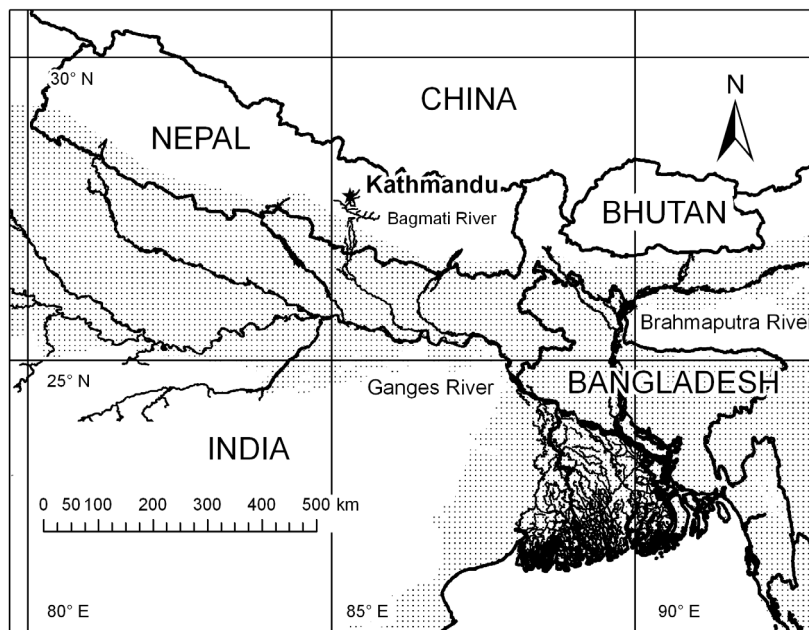 30° N
CHINA
N
NEPAL
Kathmandu
Bagmati River
BHUTAN
Brahmaputra River
25° N
Ganges River
BANGLADESH
INDIA
0 50 100 200 300 400 500 km
80° E
85° E
90° E